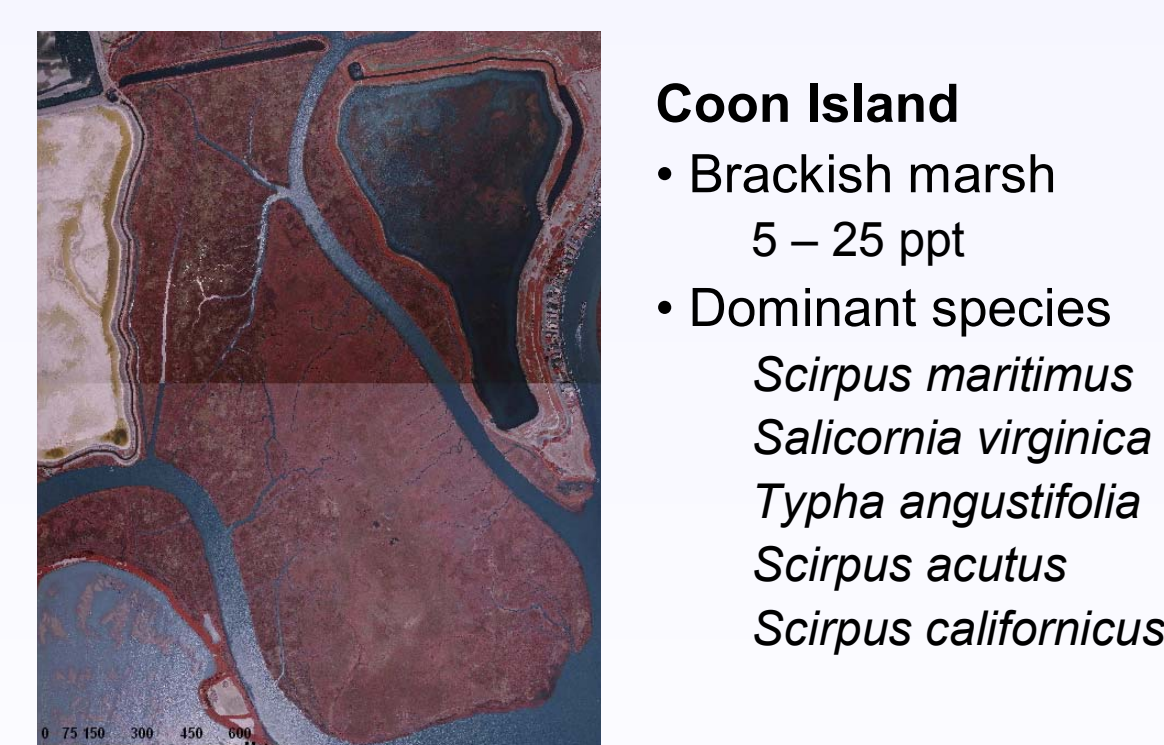 Coon Island
• Brackish marsh
5 – 25 ppt
• Dominant species
Scirpus maritimus
Salicornia virginica
Typha angustifolia
Scirpus acutus
Scirpus californicus
0 75 150 300 450 600